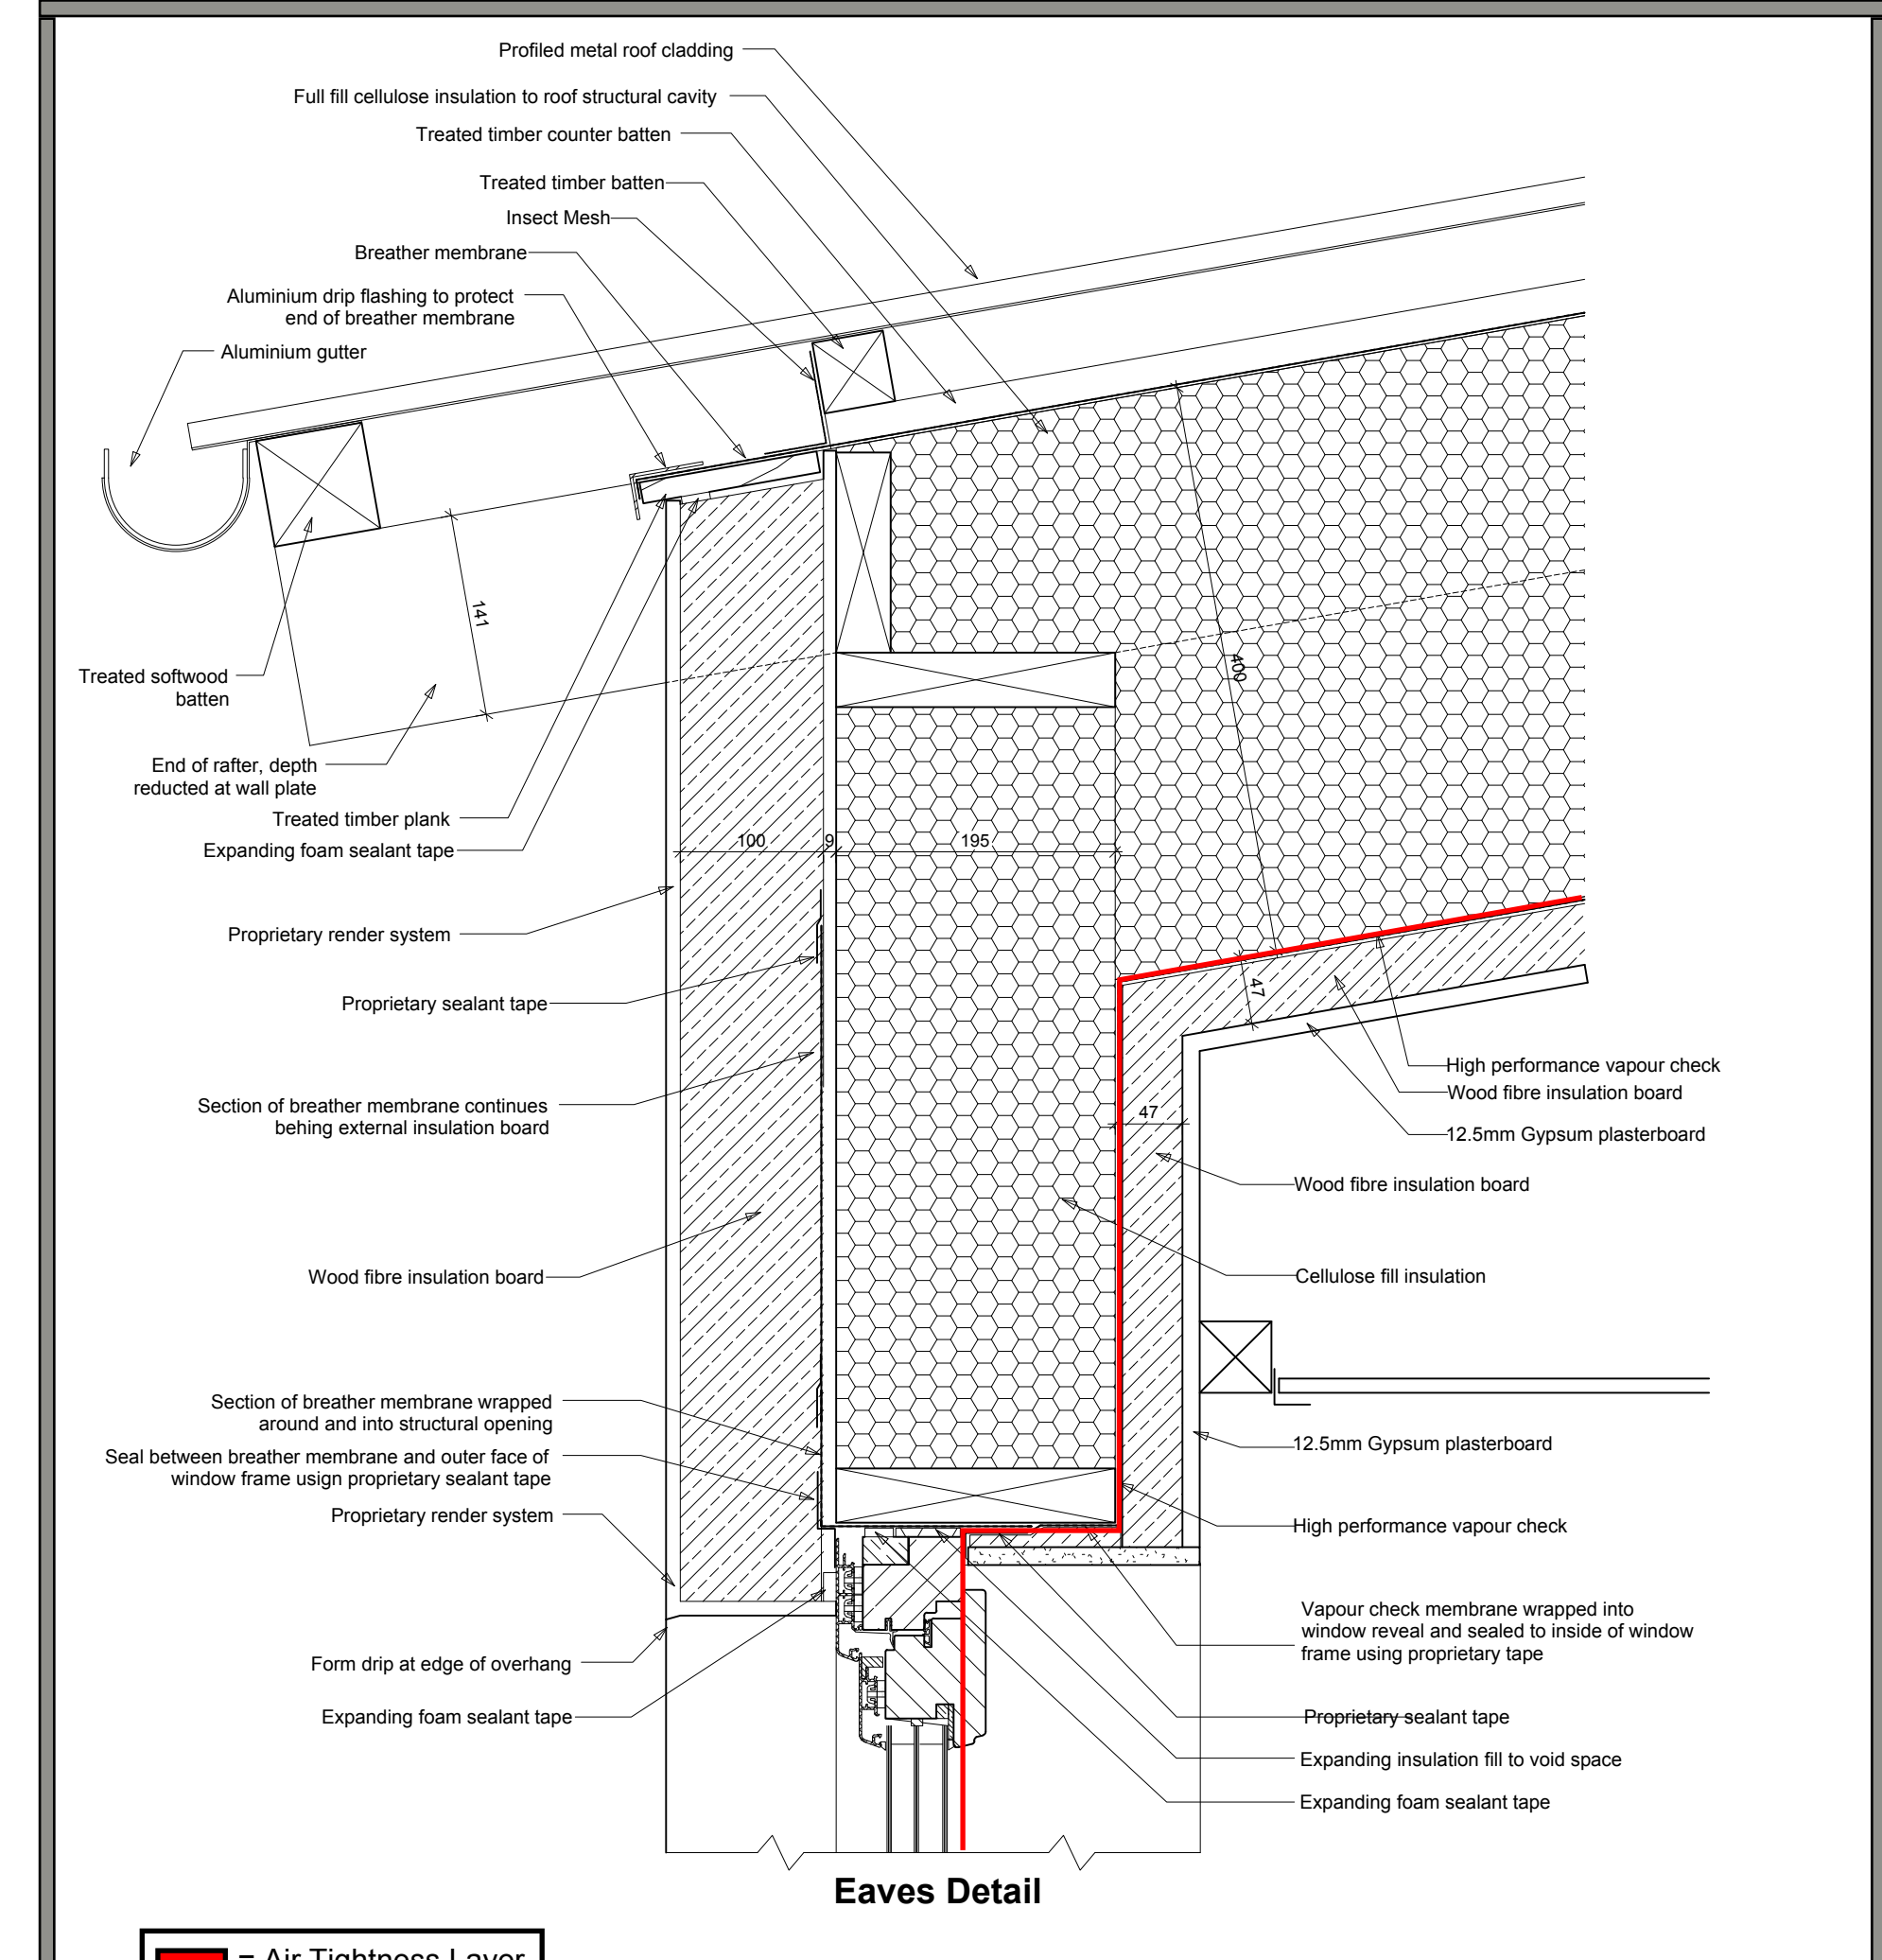 Profiled metal roof cladding
Full fill cellulose insulation to roof structural cavity
Treated timber counter batten
Treated timber batten
Insect Mesh
Breather membrane
Aluminium drip flashing to protect
end of breather membrane
Aluminium gutter
141
Treated softwood
batten
400
End of rafter, depth
reducted at wall plate
Treated timber plank
Expanding foam sealant tape
100
9
195
Proprietary render system
Proprietary sealant tape
47
High performance vapour check
Wood fibre insulation board
12.5mm Gypsum plasterboard
Section of breather membrane continues
behing external insulation board
47
Wood fibre insulation board
Wood fibre insulation board
Cellulose fill insulation
Section of breather membrane wrapped
around and into structural opening
12.5mm Gypsum plasterboard
Seal between breather membrane and outer face of
window frame usign proprietary sealant tape
Proprietary render system
High performance vapour check
Vapour check membrane wrapped into
window reveal and sealed to inside of window
frame using proprietary tape
Form drip at edge of overhang
Expanding foam sealant tape
Proprietary sealant tape
Expanding insulation fill to void space
Expanding foam sealant tape
Eaves Detail
= Air Tightness Layer